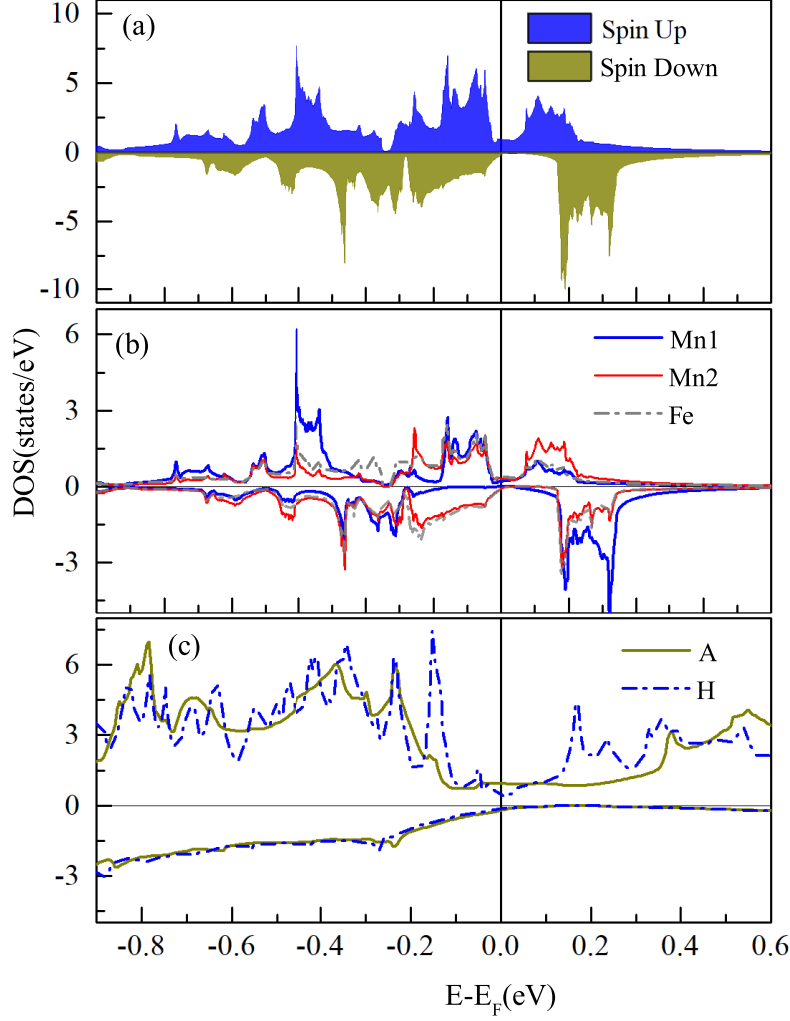 (a)
Spin Up
Spin Down
10
5
0
-5
-10
(b)
Mn1
Mn2
Fe
6
3
0
-3
DOS(states/eV)
(c)
A
H
6
3
0
-3
-0.8 -0.6 -0.4 -0.2 0.0 0.2 0.4 0.6
E-E_F(eV)